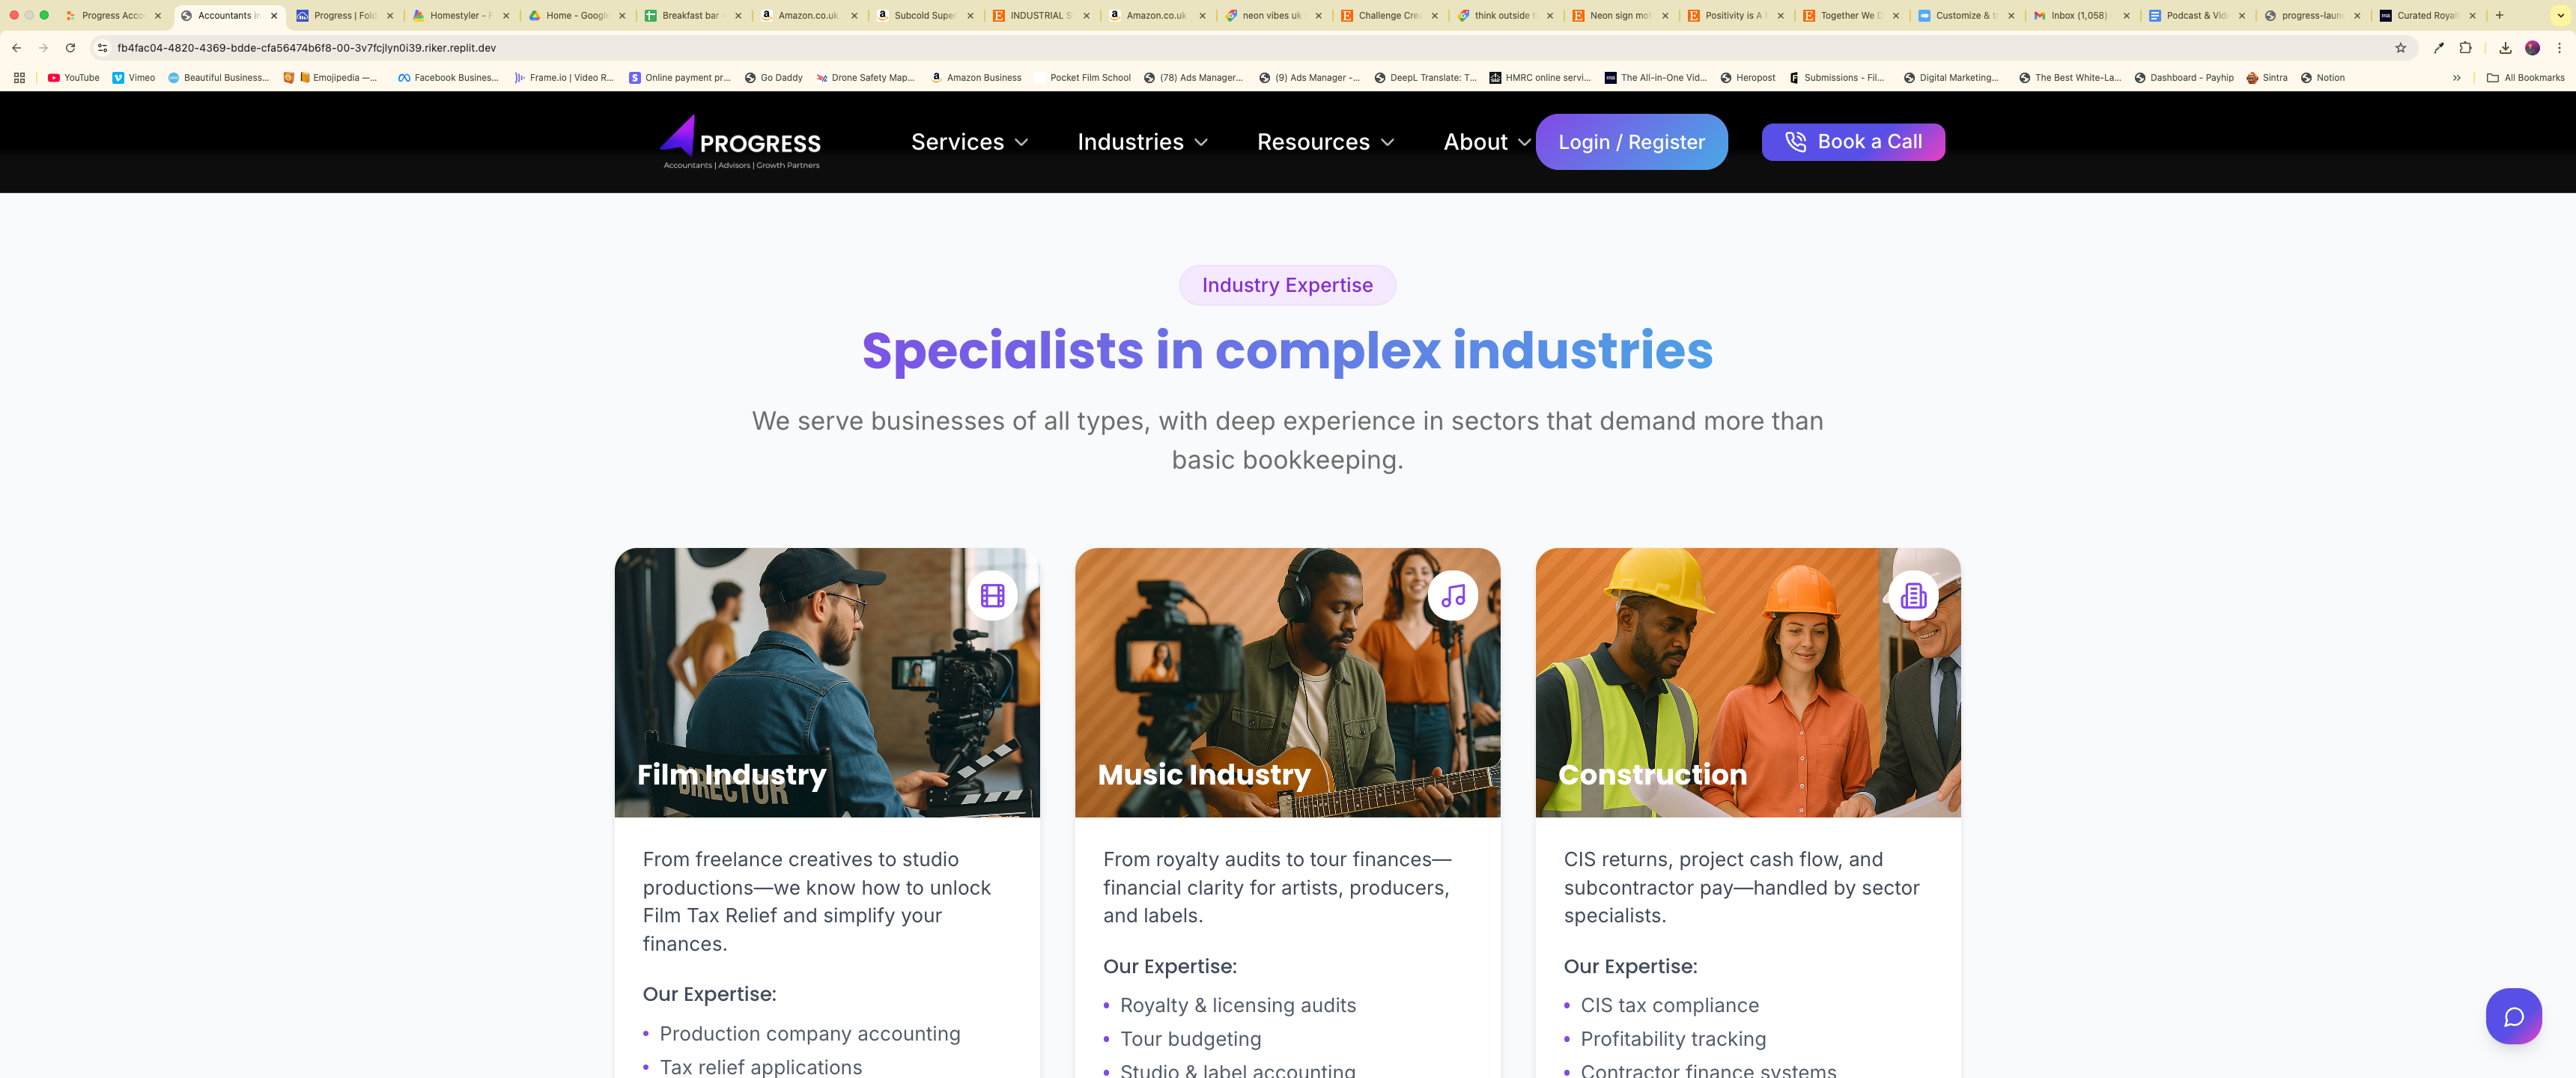 Progress Acco
Accountants in
Progress | Fold
Homestyler - F
Home - Google
Breakfast bar -
Amazon.co.uk
Subcold Super
INDUSTRIAL S
Amazon.co.uk
neon vibes uk
Challenge Crea
think outside t
Neon sign mot
Positivity is A
Together We D
Customize & t
Inbox (1,058)
Podcast & Vide
progress-laun
Curated Royal
fb4fac04-4820-4369-bdde-cfa56474b6f8-00-3v7fcjlyn0i39.riker.replit.dev
YouTube
Vimeo
Beautiful Business...
Emojipedia —...
Facebook Busines...
Frame.io | Video R...
Online payment pr...
Go Daddy
Drone Safety Map...
Amazon Business
Pocket Film School
(78) Ads Manager...
(9) Ads Manager -...
DeepL Translate: T...
HMRC online servi...
The All-in-One Vid...
Heropost
Submissions - Fil...
Digital Marketing...
The Best White-La...
Dashboard - Payhip
Sintra
Notion
All Bookmarks
PROGRESS
Accountants | Advisors | Growth Partners
Services
Industries
Resources
About
Login / Register
Book a Call
Industry Expertise
Specialists in complex industries
We serve businesses of all types, with deep experience in sectors that demand more than
basic bookkeeping.
DIRECTOR
Film Industry
From freelance creatives to studio
productions—we know how to unlock
Film Tax Relief and simplify your
finances.
Our Expertise:
• Production company accounting
• Tax relief applications
Music Industry
From royalty audits to tour finances—
financial clarity for artists, producers,
and labels.
Our Expertise:
• Royalty & licensing audits
• Tour budgeting
• Studio & label accounting
Construction
CIS returns, project cash flow, and
subcontractor pay—handled by sector
specialists.
Our Expertise:
• CIS tax compliance
• Profitability tracking
• Contractor finance systems